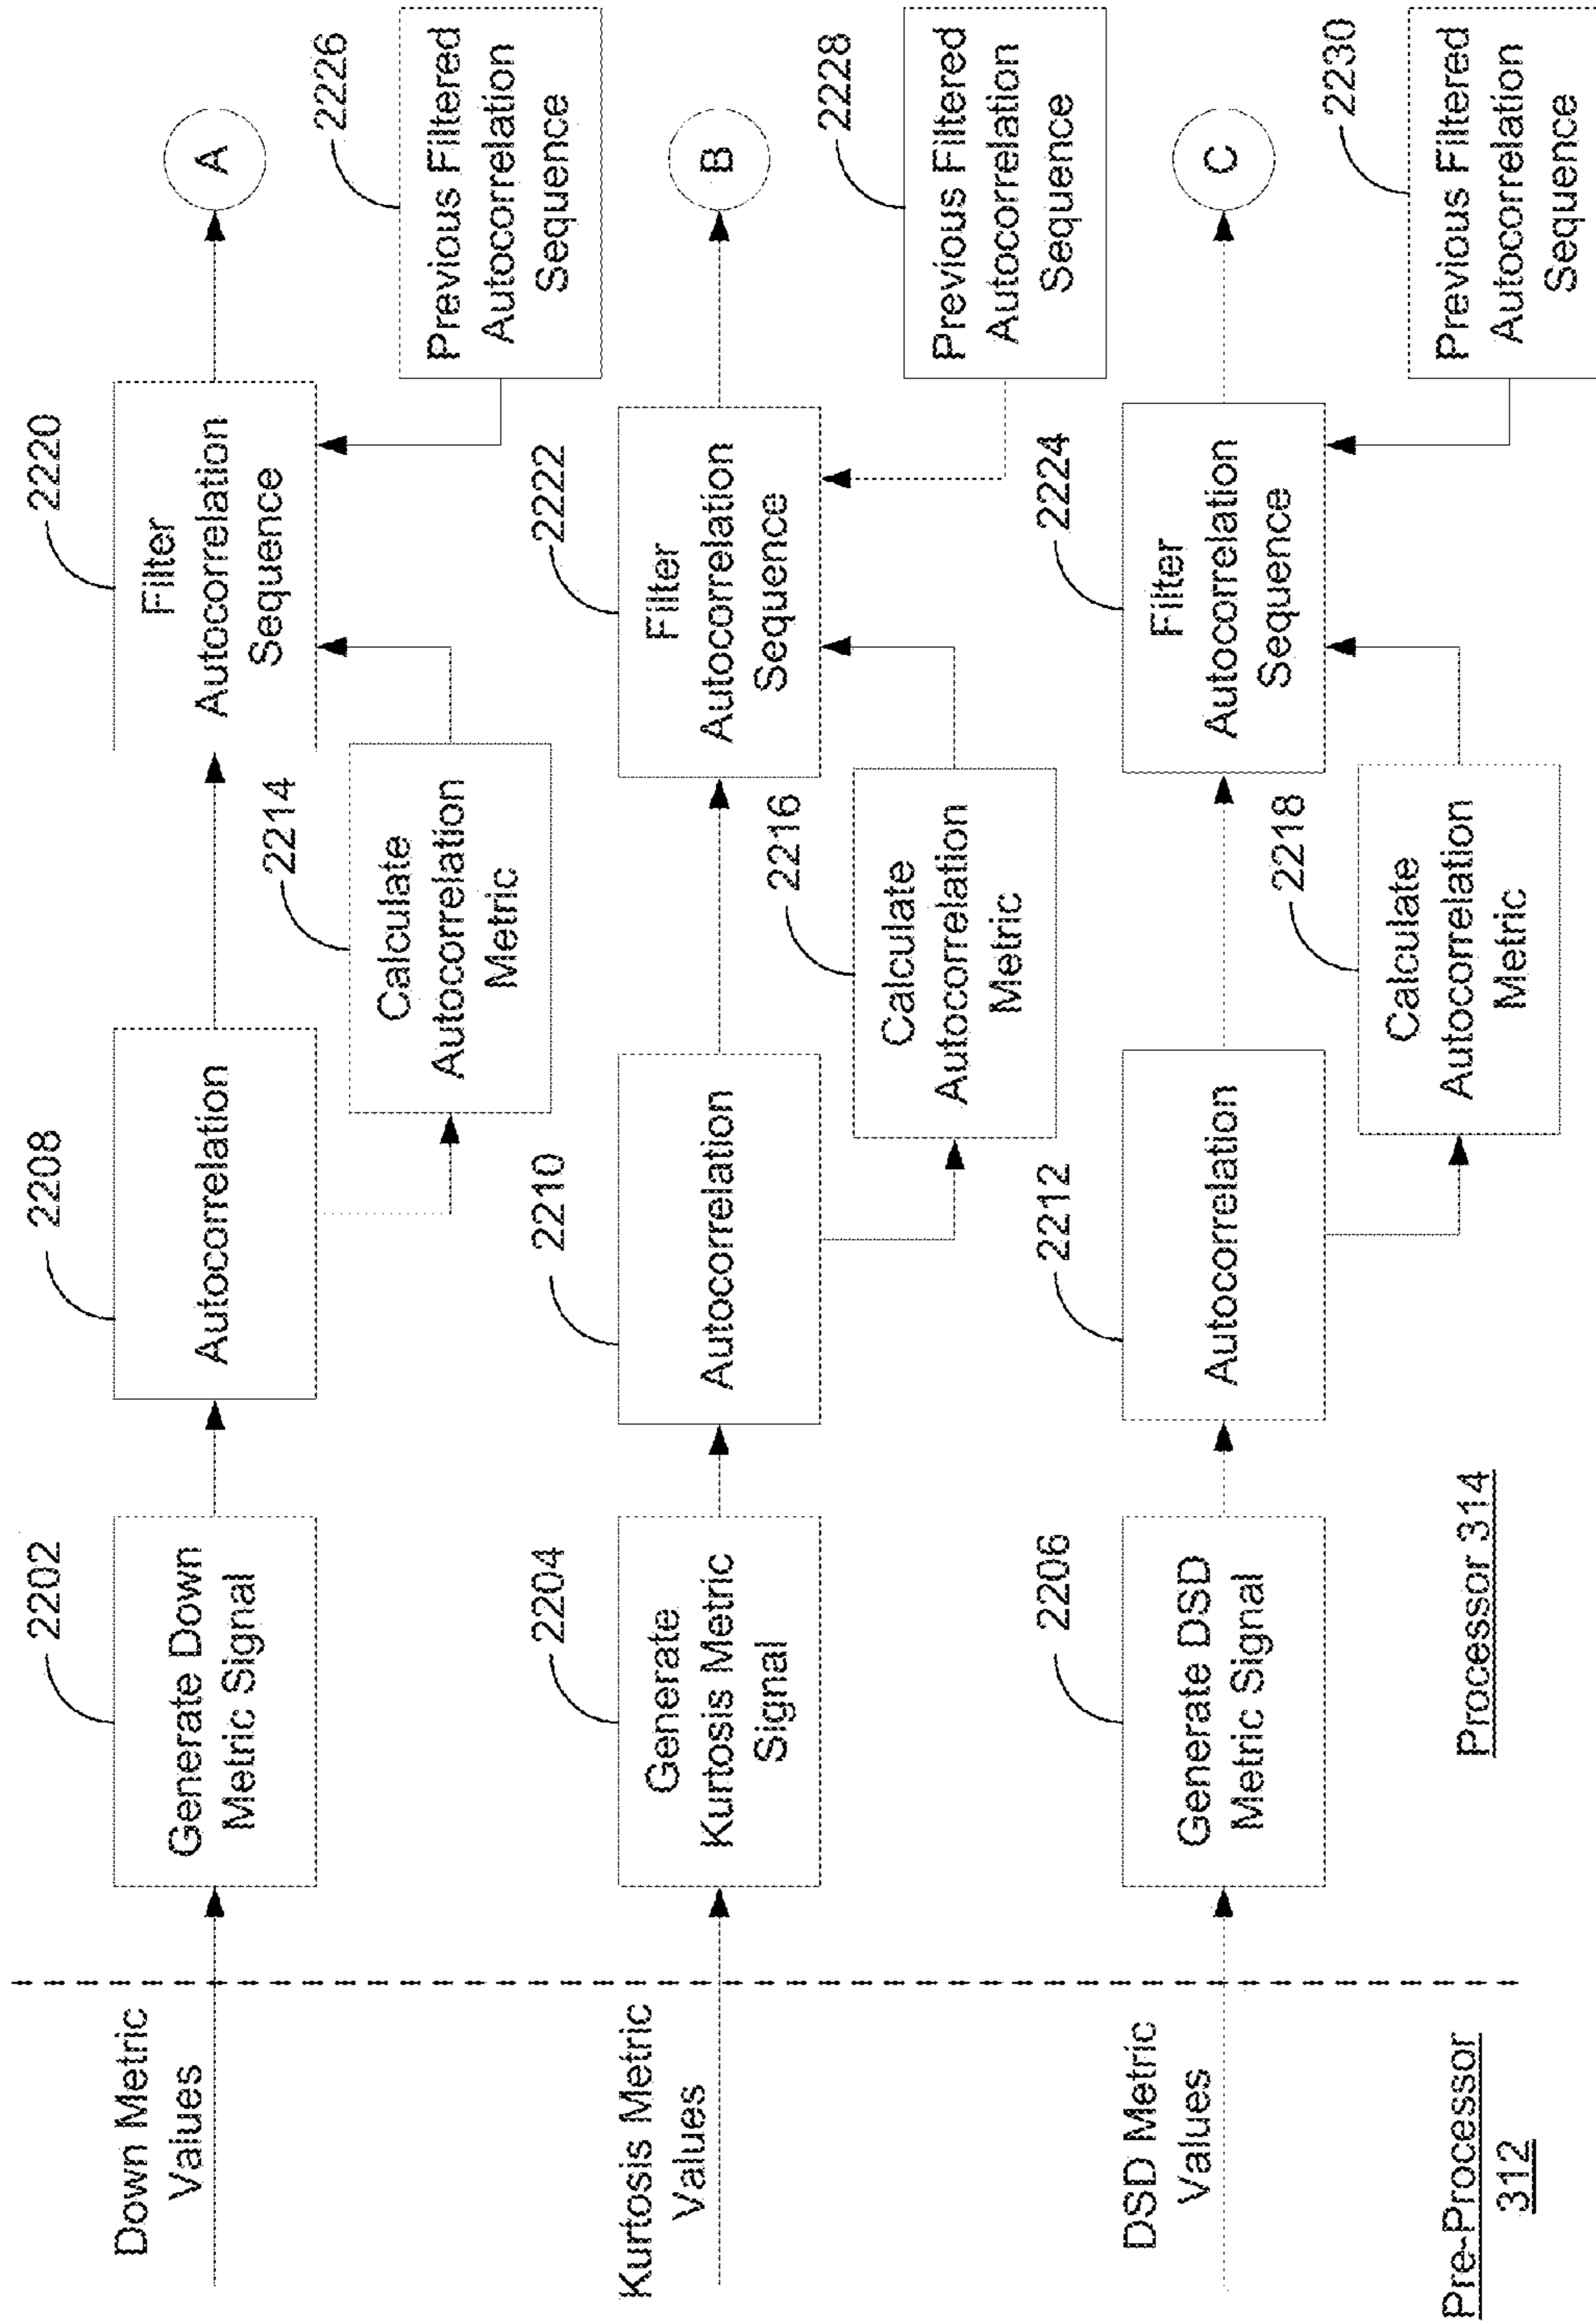 Down Metric
Values
2202
Generate Down
Metric Signal
2208
Autocorrelation
2214
Calculate
Autocorrelation
Metric
2220
Filter
Autocorrelation
Sequence
A
2226
Previous Filtered
Autocorrelation
Sequence
Kurtosis Metric
Values
2204
Generate
Kurtosis Metric
Signal
2210
Autocorrelation
2216
Calculate
Autocorrelation
Metric
2222
Filter
Autocorrelation
Sequence
B
2228
Previous Filtered
Autocorrelation
Sequence
DSD Metric
Values
2206
Generate DSD
Metric Signal
2212
Autocorrelation
2218
Calculate
Autocorrelation
Metric
2224
Filter
Autocorrelation
Sequence
C
2230
Previous Filtered
Autocorrelation
Sequence
Pre-Processor
312
Processor 314